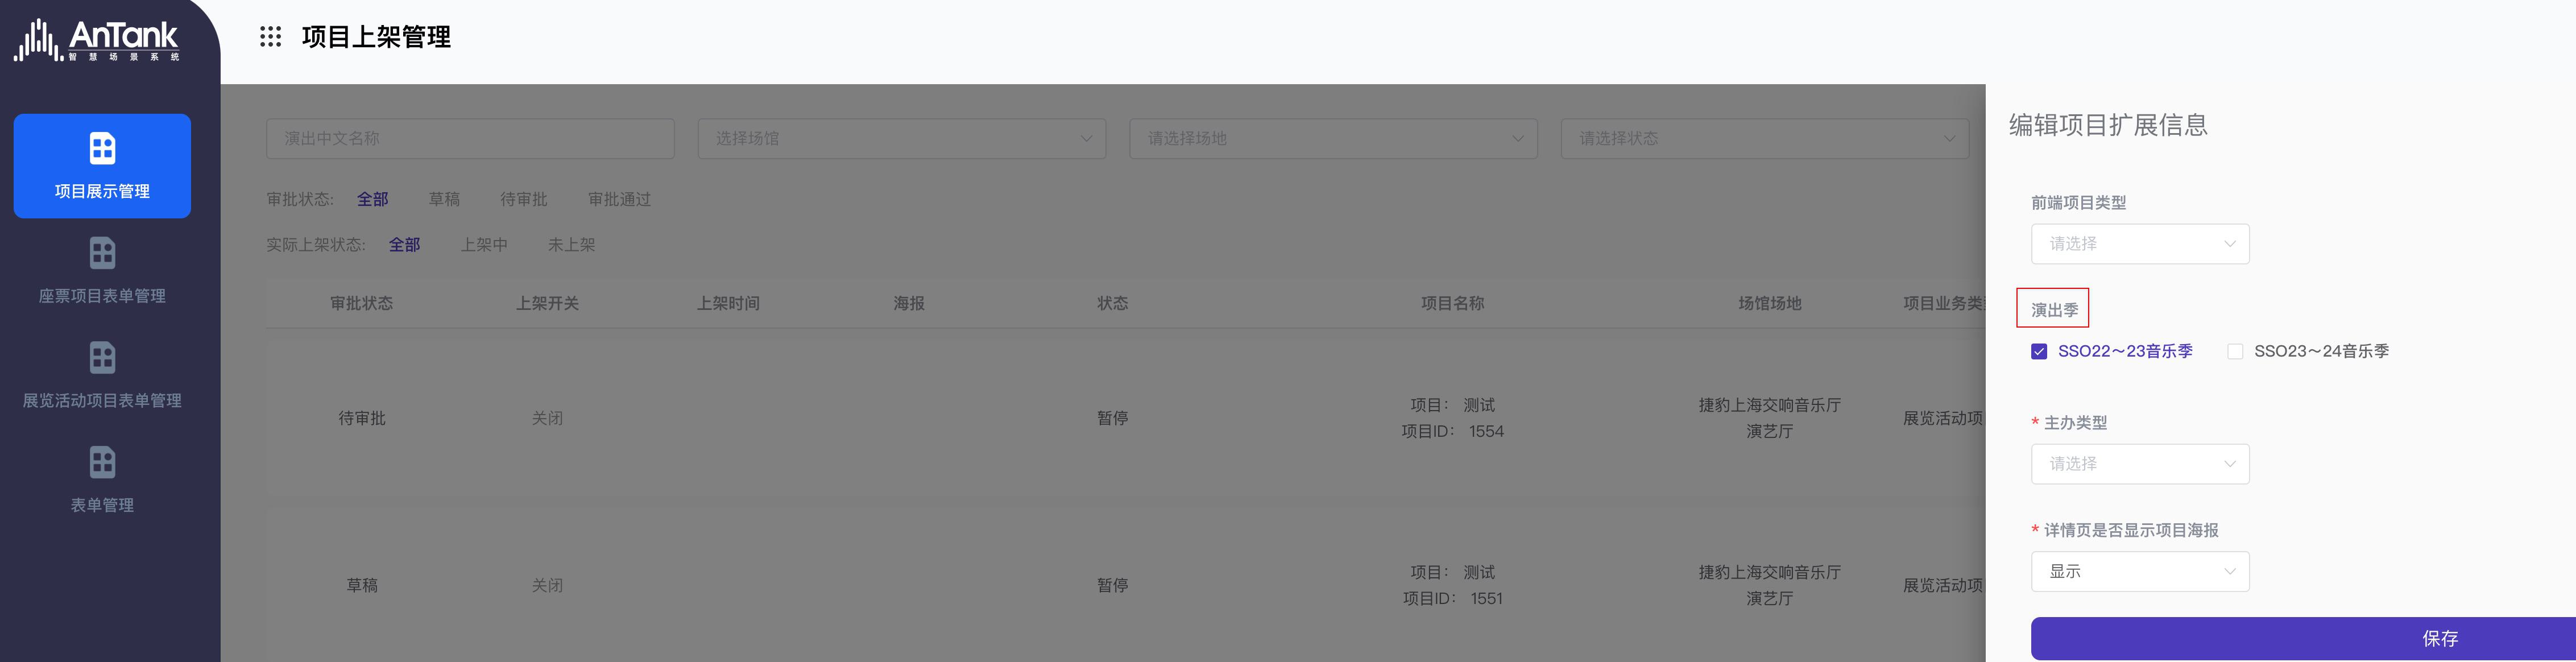 AnTank
智慧场景系统
项目上架管理
项目展示管理
座票项目表单管理
展览活动项目表单管理
表单管理
演出中文名称 选择场馆 请选择场地 请选择状态
审批状态: 全部 草稿 待审批 审批通过
实际上架状态: 全部 上架中 未上架
审批状态 上架开关 上架时间 海报 状态 项目名称 场馆场地 项目业务类
待审批 关闭 暂停 项目： 测试 捷豹上海交响音乐厅 展览活动项
项目ID： 1554 演艺厅
草稿 关闭 暂停 项目： 测试 捷豹上海交响音乐厅 展览活动项
项目ID： 1551 演艺厅
编辑项目扩展信息
前端项目类型
请选择
演出季
SSO22～23音乐季 SSO23～24音乐季
* 主办类型
请选择
* 详情页是否显示项目海报
显示
保存